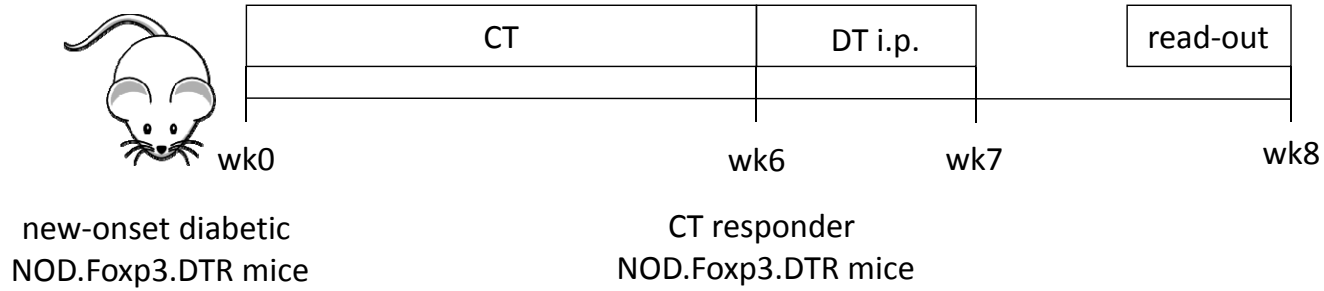 CT
DT i.p.
read-out
wk0
wk6
wk7
wk8
new-onset diabetic
NOD.Foxp3.DTR mice
CT responder
NOD.Foxp3.DTR mice